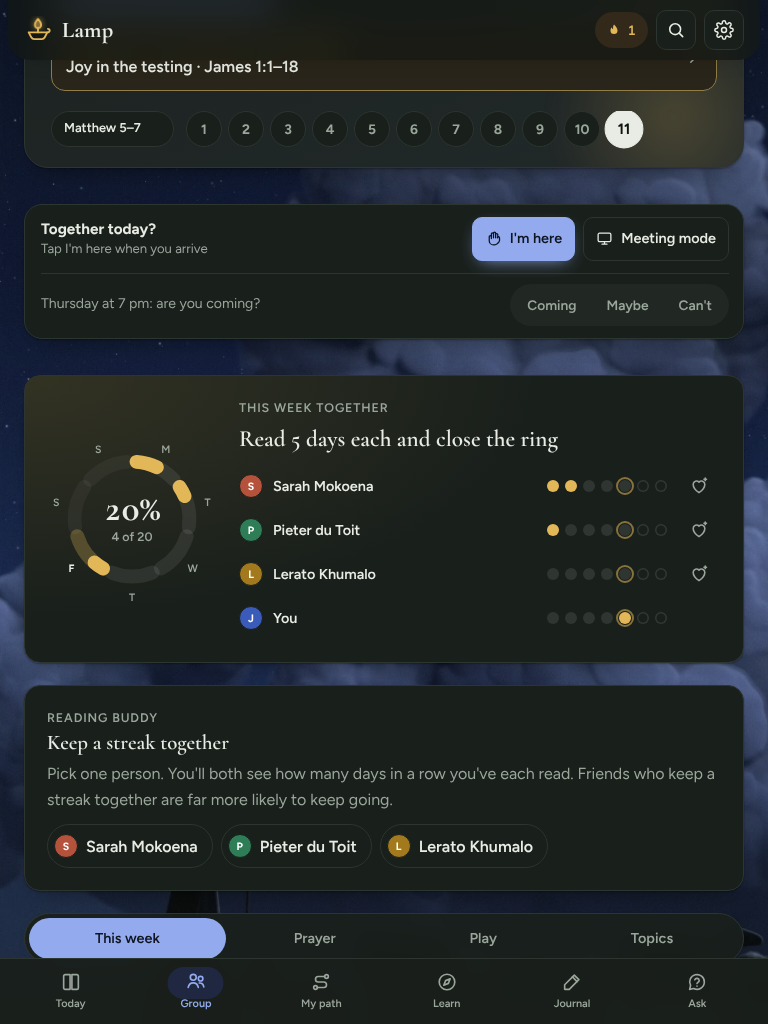 Lamp
1
Joy in the testing · James 1:1–18
Matthew 5–7
1 2 3 4 5 6 7 8 9 10 11
Together today?
Tap I'm here when you arrive
I'm here
Meeting mode
Thursday at 7 pm: are you coming?
Coming Maybe Can't
THIS WEEK TOGETHER
Read 5 days each and close the ring
S M
S T
20%
4 of 20
F W
T
S Sarah Mokoena
P Pieter du Toit
L Lerato Khumalo
J You
READING BUDDY
Keep a streak together
Pick one person. You'll both see how many days in a row you've each read. Friends who keep a
streak together are far more likely to keep going.
S Sarah Mokoena P Pieter du Toit L Lerato Khumalo
This week Prayer Play Topics
Today Group My path Learn Journal Ask